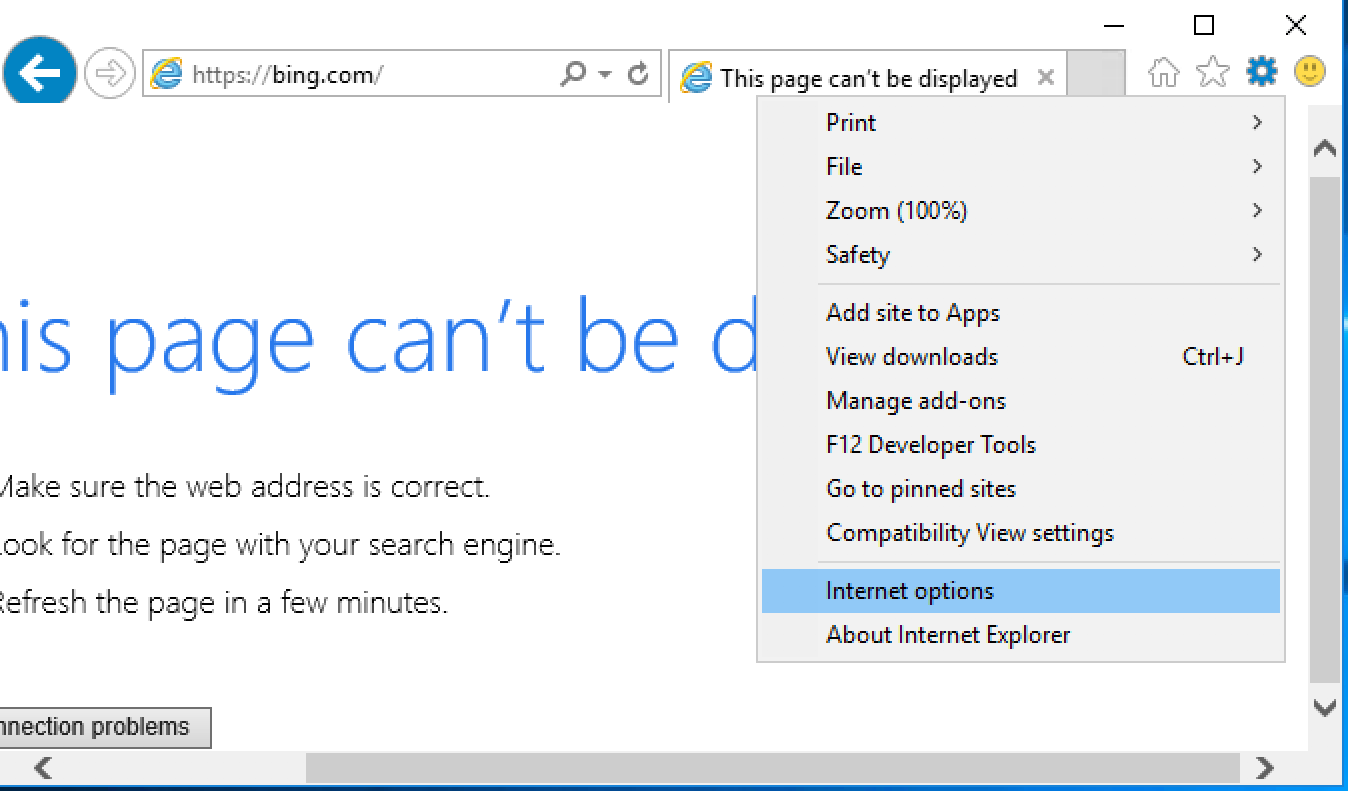 https://bing.com/
This page can't be displayed
Print
File
Zoom (100%)
Safety
Add site to Apps
View downloads Ctrl+J
Manage add-ons
F12 Developer Tools
Go to pinned sites
Compatibility View settings
Internet options
About Internet Explorer
his page can't be d
Make sure the web address is correct.
Look for the page with your search engine.
Refresh the page in a few minutes.
nnection problems